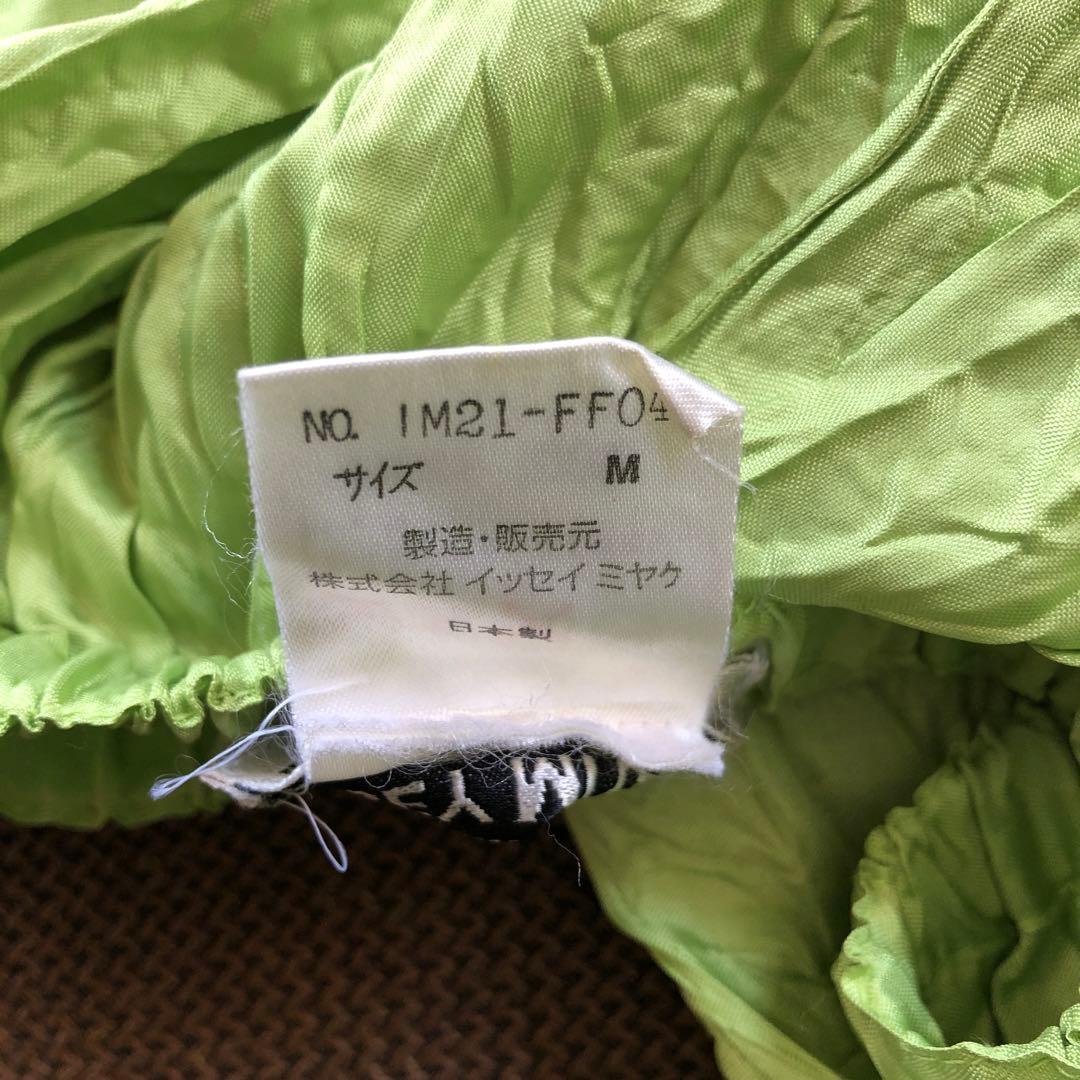 NO. IM21-FF04
サイズ M
製造・販売元
株式会社 イッセイ ミヤケ
日本製